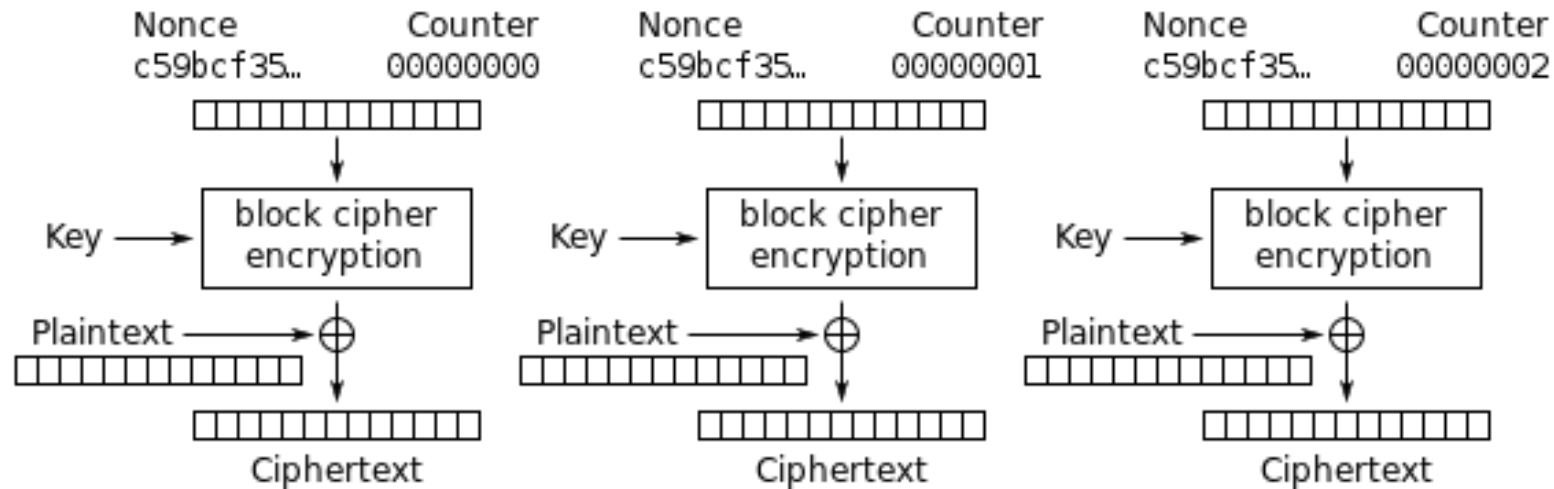 Nonce Counter Nonce Counter Nonce Counter
c59bcf35… 00000000 c59bcf35… 00000001 c59bcf35… 00000002
block cipher block cipher block cipher
Key Key Key
encryption encryption encryption
Plaintext Plaintext Plaintext
Ciphertext Ciphertext Ciphertext